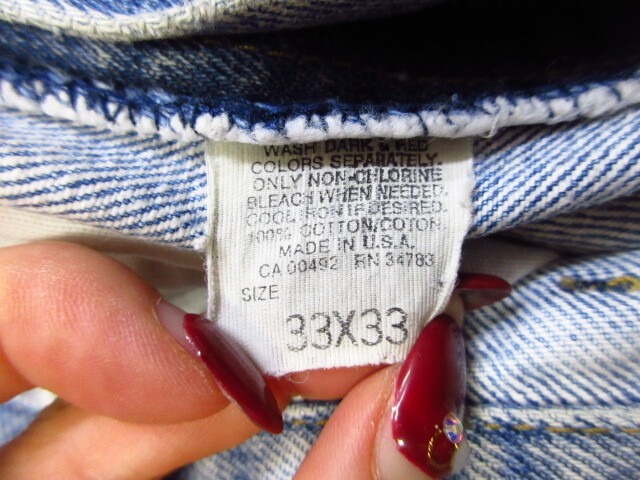 WASH DARK & RED
COLORS SEPARATELY.
ONLY NON-CHLORINE
BLEACH WHEN NEEDED.
COOL IRON IF DESIRED.
100% COTTON/COTON
MADE IN U.S.A.
CA 00492 RN 34783
SIZE
33X33